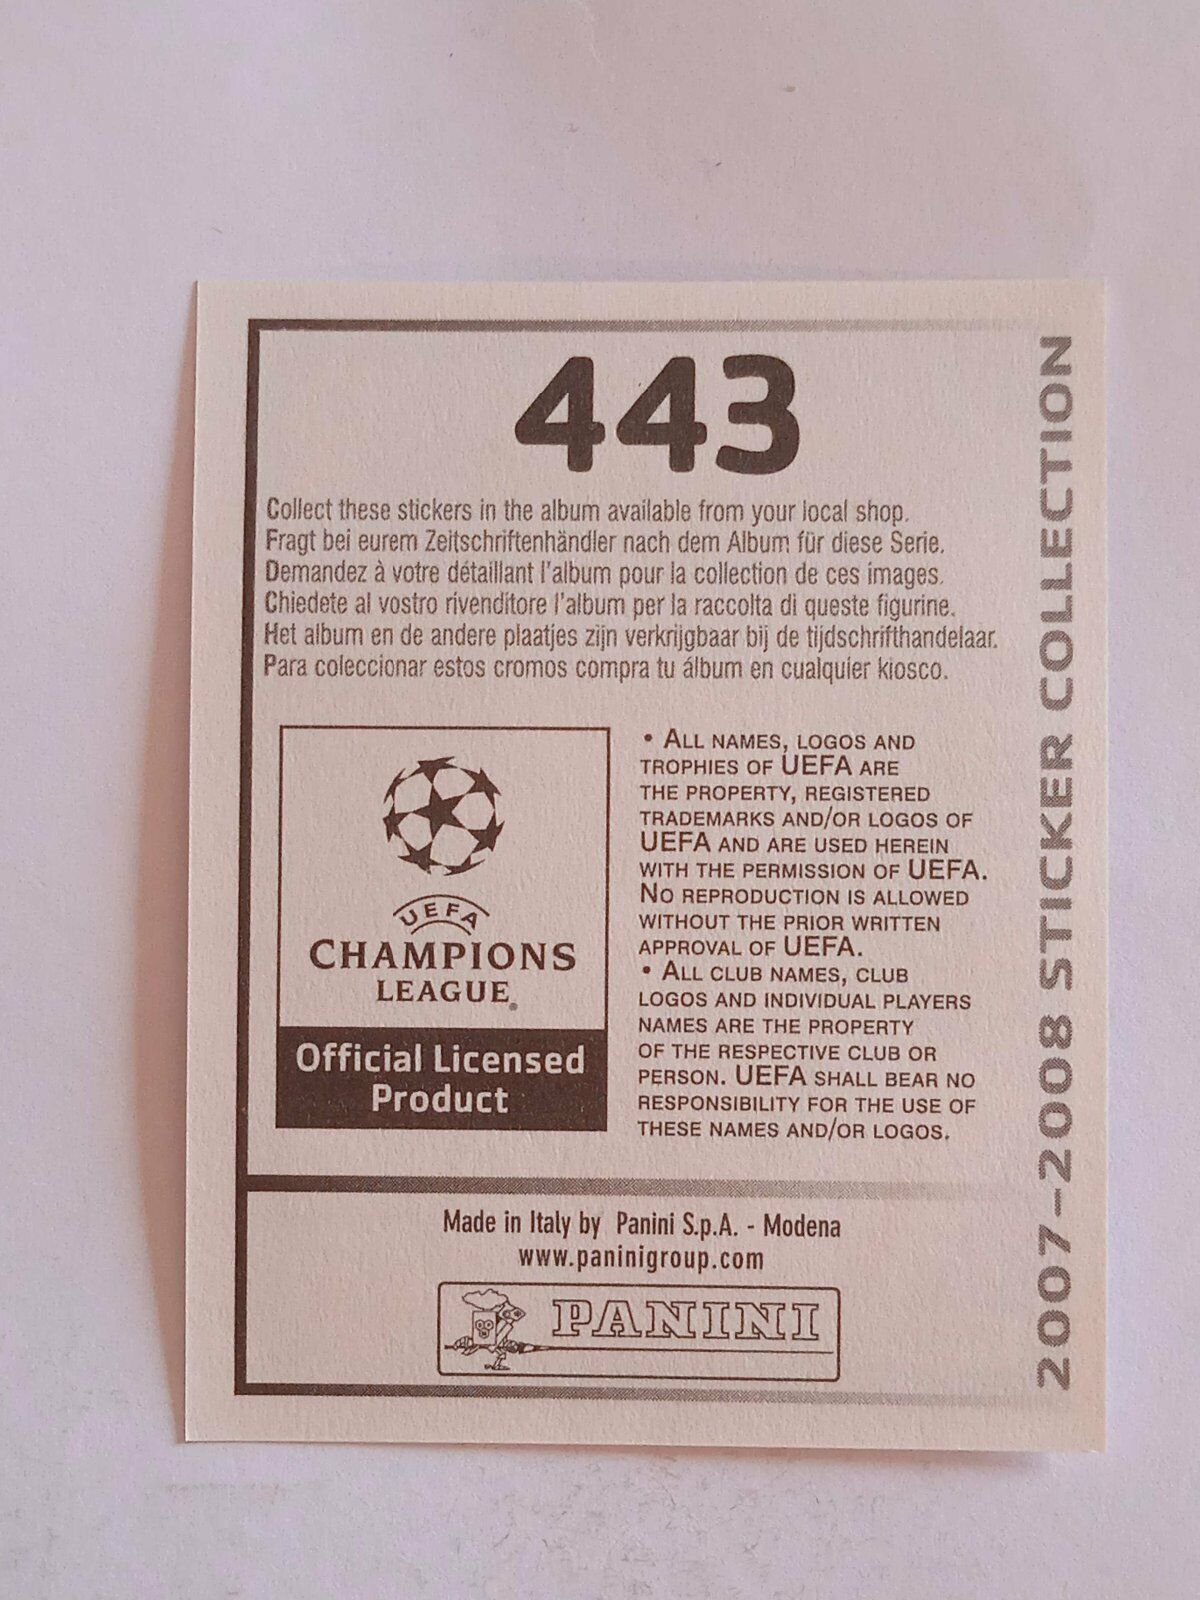 443
Collect these stickers in the album available from your local shop.
Fragt bei eurem Zeitschriftenhändler nach dem Album für diese Serie.
Demandez à votre détaillant l'album pour la collection de ces images.
Chiedete al vostro rivenditore l'album per la raccolta di queste figurine.
Het album en de andere plaatjes zijn verkrijgbaar bij de tijdschrifthandelaar.
Para coleccionar estos cromos compra tu álbum en cualquier kiosco.
UEFA
CHAMPIONS
LEAGUE®
Official Licensed
Product
• ALL NAMES, LOGOS AND
TROPHIES OF UEFA ARE
THE PROPERTY, REGISTERED
TRADEMARKS AND/OR LOGOS OF
UEFA AND ARE USED HEREIN
WITH THE PERMISSION OF UEFA.
NO REPRODUCTION IS ALLOWED
WITHOUT THE PRIOR WRITTEN
APPROVAL OF UEFA.
• ALL CLUB NAMES, CLUB
LOGOS AND INDIVIDUAL PLAYERS
NAMES ARE THE PROPERTY
OF THE RESPECTIVE CLUB OR
PERSON. UEFA SHALL BEAR NO
RESPONSIBILITY FOR THE USE OF
THESE NAMES AND/OR LOGOS.
Made in Italy by Panini S.p.A. - Modena
www.paninigroup.com
PANINI
2007-2008 STICKER COLLECTION